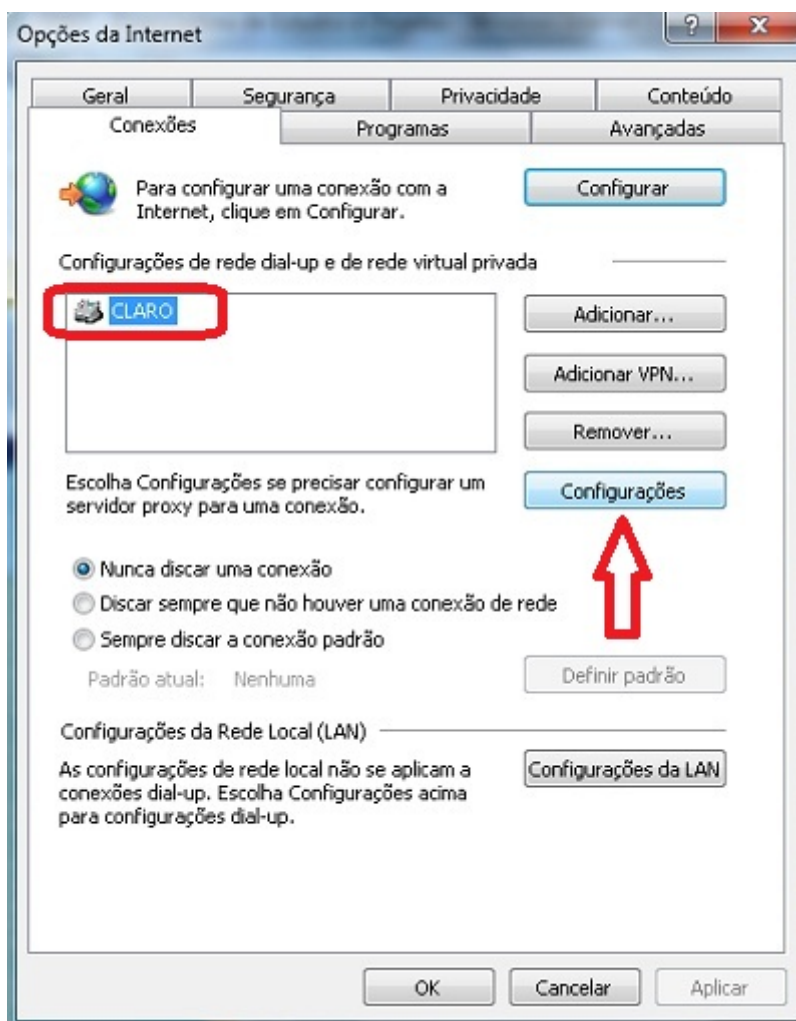 Opções da Internet
Geral
Segurança
Privacidade
Conteúdo
Conexões
Programas
Avançadas
Para configurar uma conexão com a
Internet, clique em Configurar.
Configurar
Configurações de rede dial-up e de rede virtual privada
CLARO
Adicionar...
Adicionar VPN...
Remover...
Escolha Configurações se precisar configurar um
servidor proxy para uma conexão.
Configurações
Nunca discar uma conexão
Discar sempre que não houver uma conexão de rede
Sempre discar a conexão padrão
Padrão atual: Nenhuma
Definir padrão
Configurações da Rede Local (LAN)
As configurações de rede local não se aplicam a
conexões dial-up. Escolha Configurações acima
para configurações dial-up.
Configurações da LAN
OK
Cancelar
Aplicar